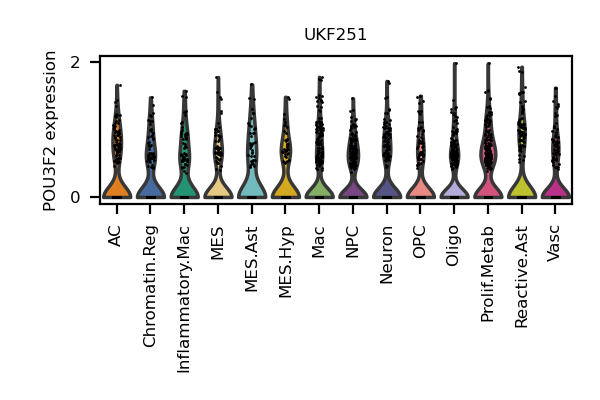 UKF251
POU3F2 expression
2
0
AC
Chromatin.Reg
Inflammatory.Mac
MES
MES.Ast
MES.Hyp
Mac
NPC
Neuron
OPC
Oligo
Prolif.Metab
Reactive.Ast
Vasc